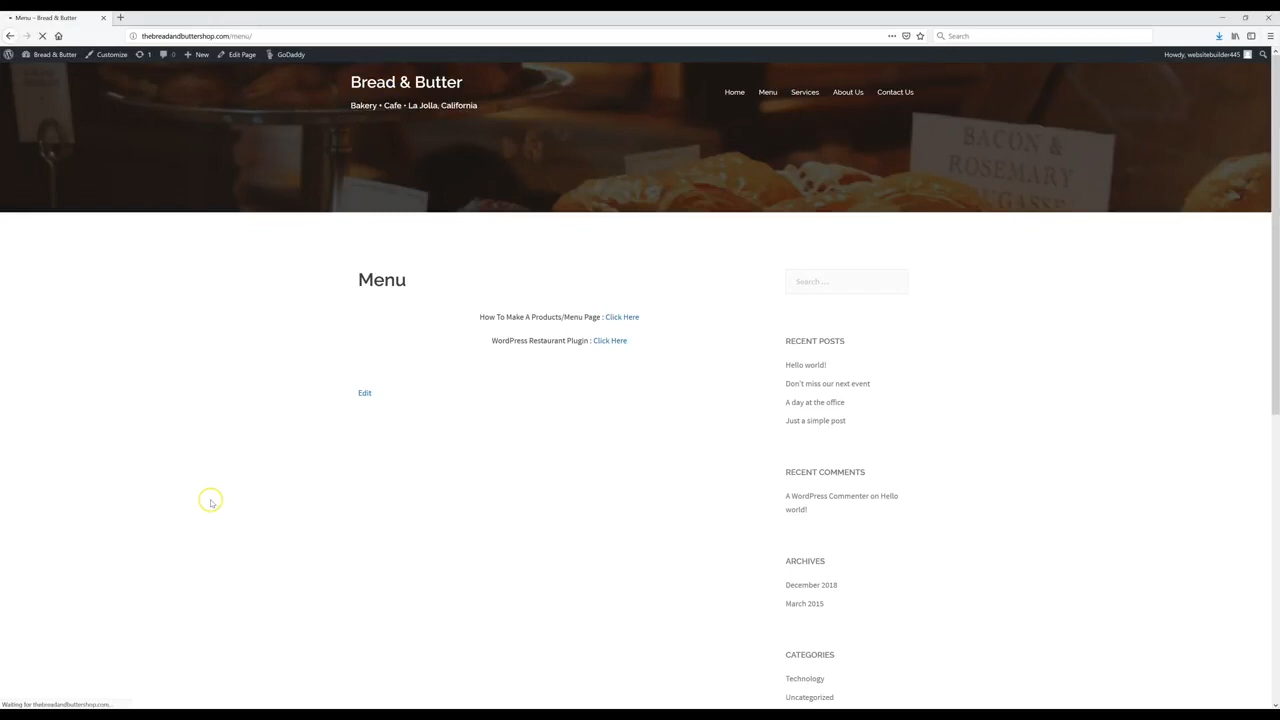 Menu – Bread & Butter
thebreadandbuttershop.com/menu/
Search
Bread & Butter
Customize
1
0
New
Edit Page
GoDaddy
Howdy, websitebuilder445
Bread & Butter
Bakery • Cafe • La Jolla, California
Home
Menu
Services
About Us
Contact Us
BACON &
ROSEMARY
Menu
How To Make A Products/Menu Page : Click Here
WordPress Restaurant Plugin : Click Here
Edit
Search …
RECENT POSTS
Hello world!
Don't miss our next event
A day at the office
Just a simple post
RECENT COMMENTS
A WordPress Commenter on Hello
world!
ARCHIVES
December 2018
March 2015
CATEGORIES
Technology
Uncategorized
Waiting for thebreadandbuttershop.com...